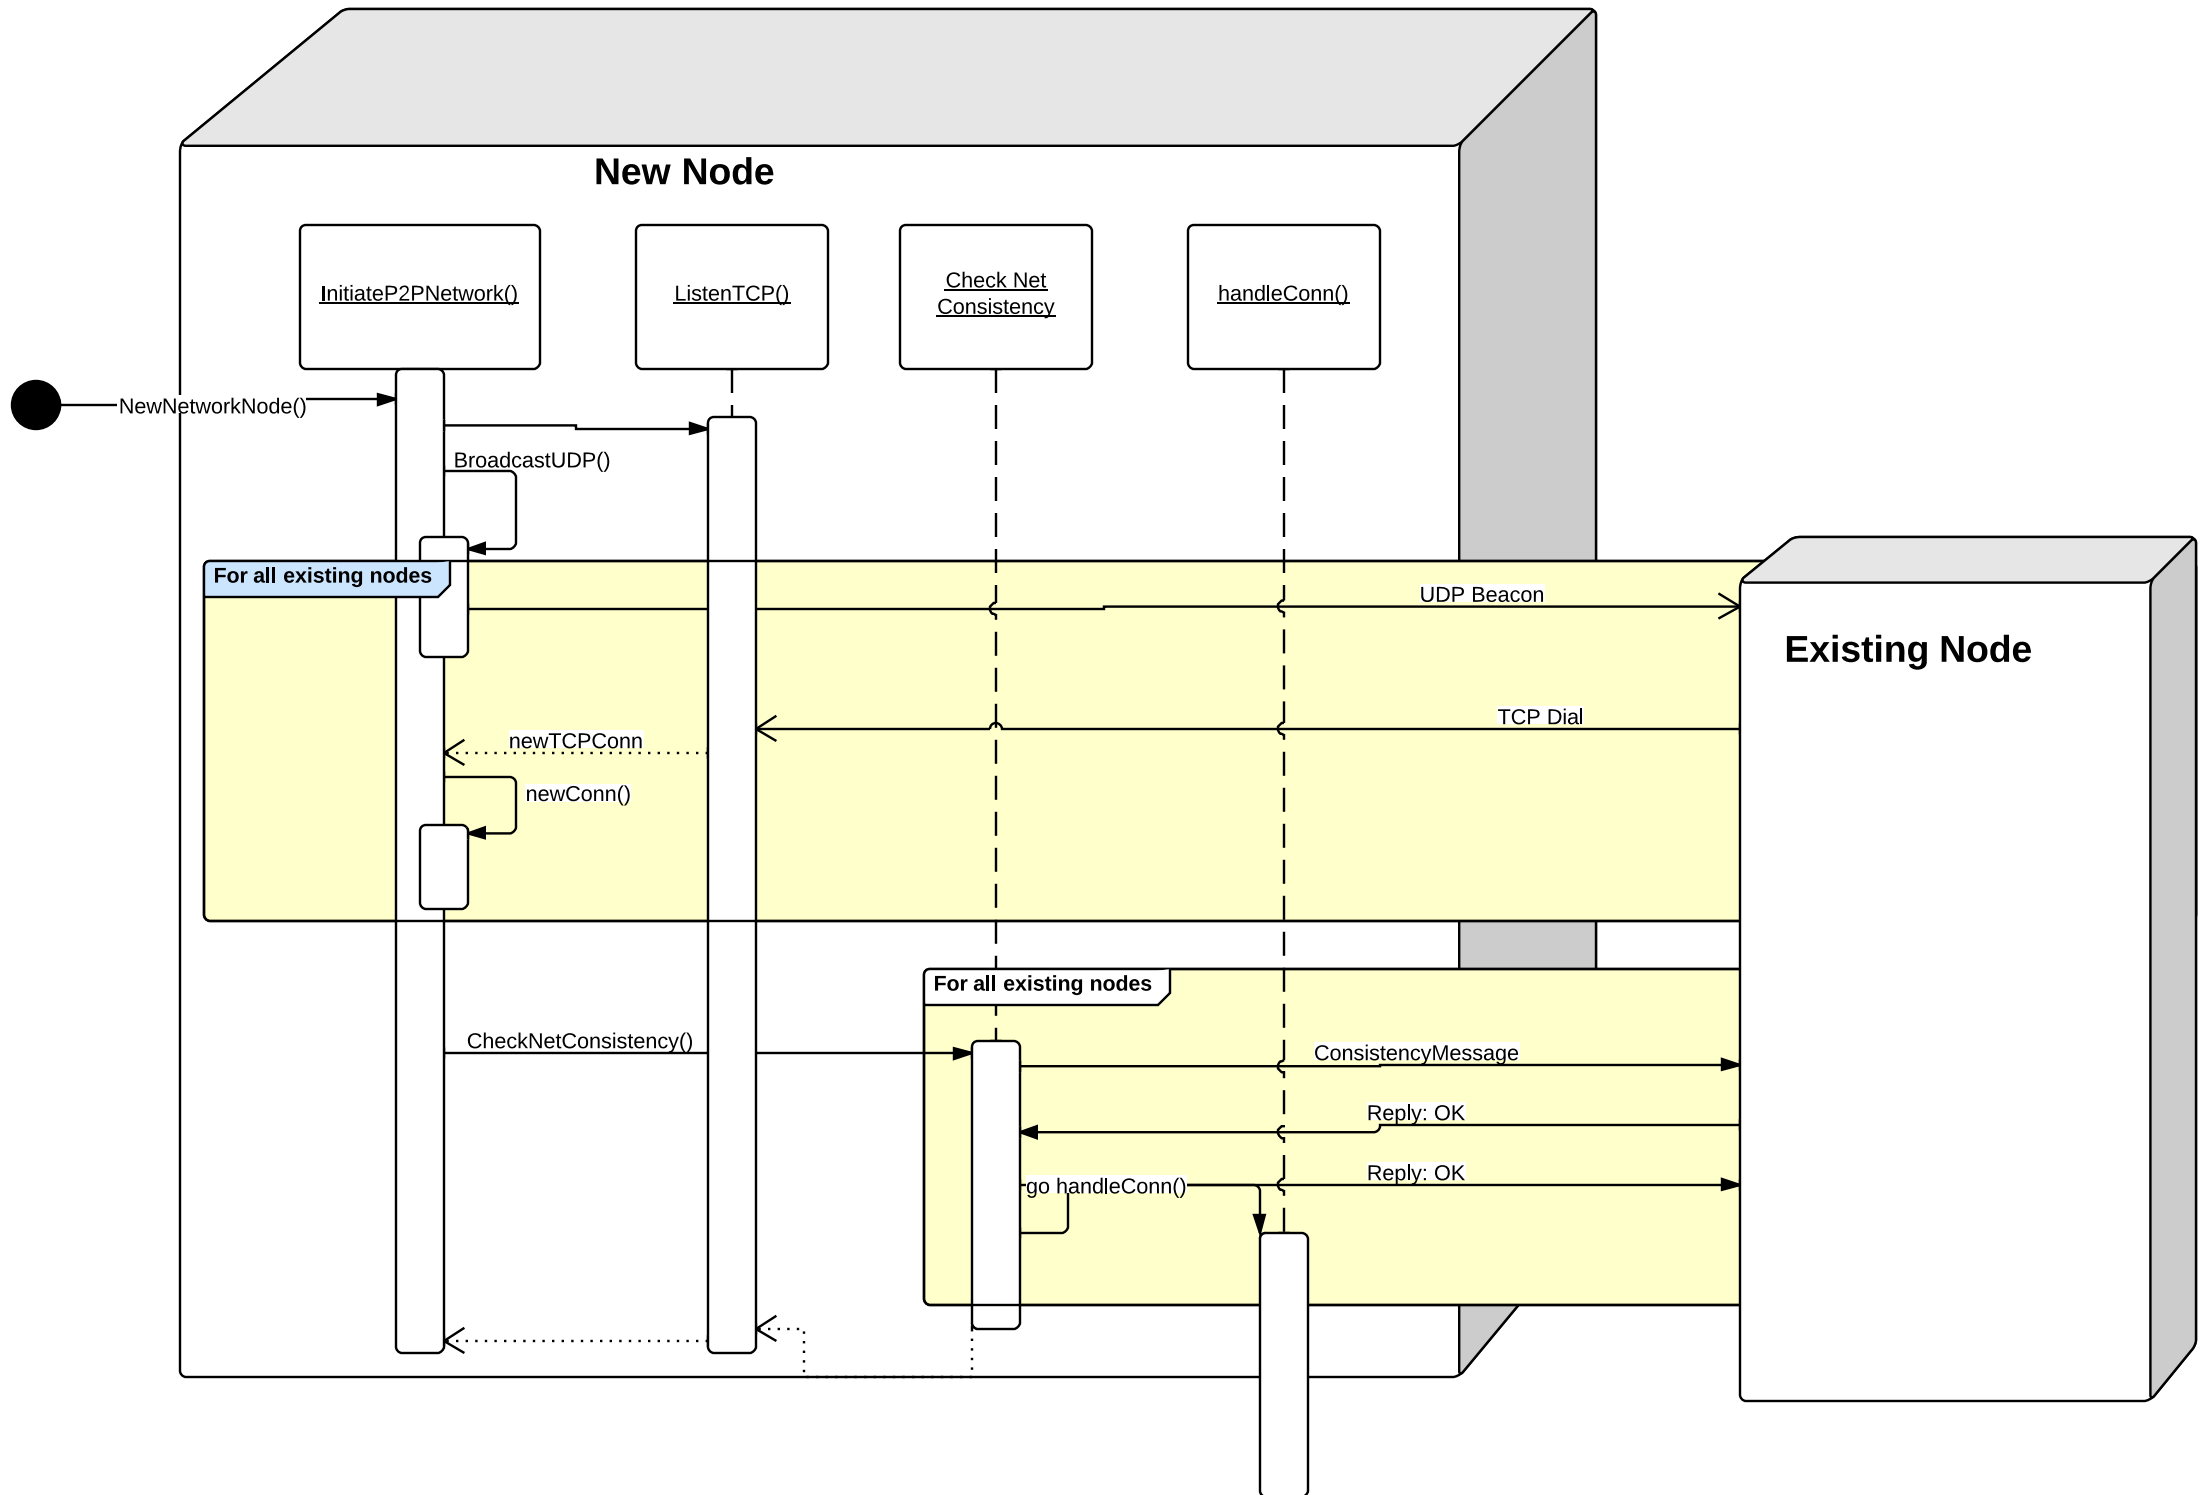 New Node
InitiateP2PNetwork()
ListenTCP()
Check Net
Consistency
handleConn()
NewNetworkNode()
BroadcastUDP()
For all existing nodes
UDP Beacon
Existing Node
TCP Dial
newTCPConn
newConn()
For all existing nodes
CheckNetConsistency()
ConsistencyMessage
Reply: OK
Reply: OK
go handleConn()